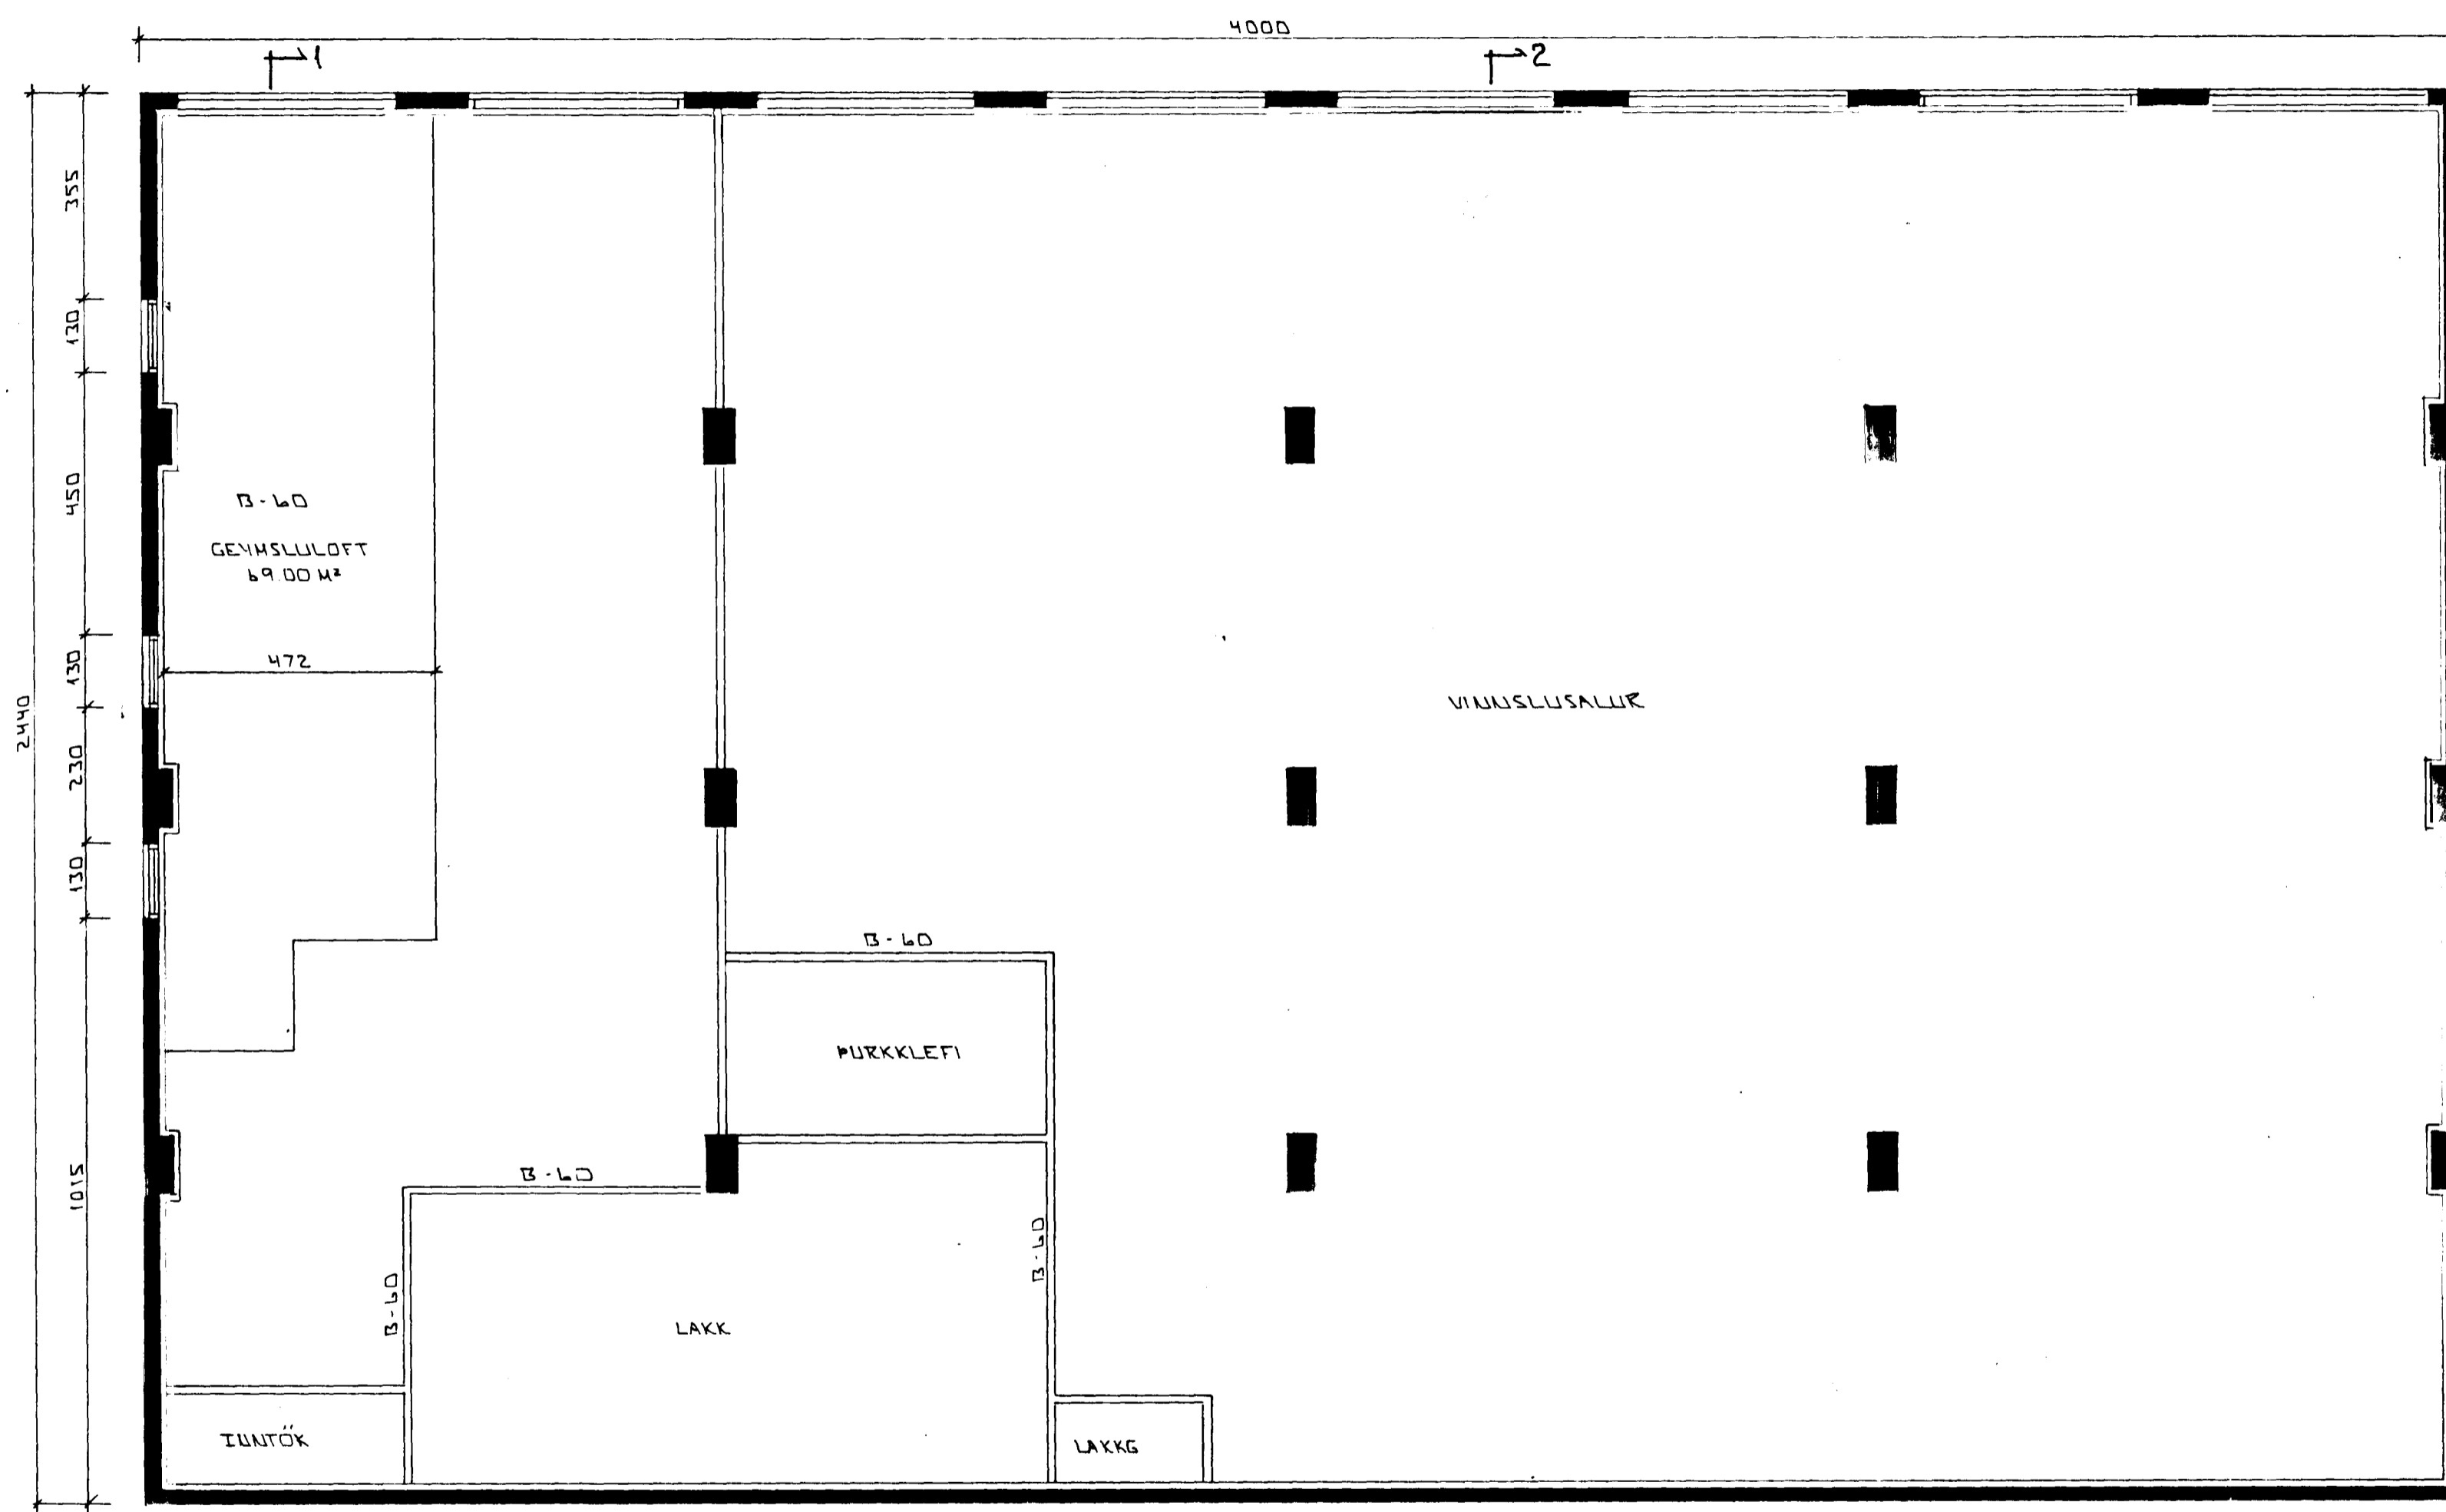 4000
1
2
355
130
450
B-60
GEYMSLULOFT
69.00 M²
472
130
2440
VINNSLUSALUR
230
130
B-60
ÞURKKLEFI
1015
B-60
B-60
B-60
LAKK
INNTÖK
LAKKG